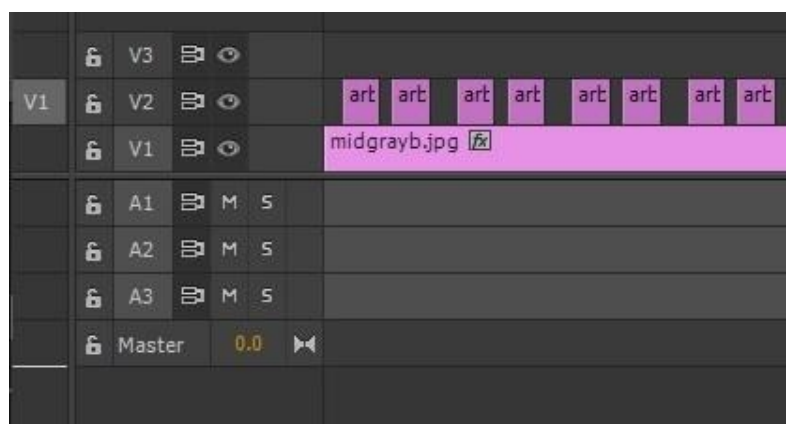 V3
V1 V2 art art art art art art art art
V1 midgrayb.jpg fx
A1 M S
A2 M S
A3 M S
Master 0.0